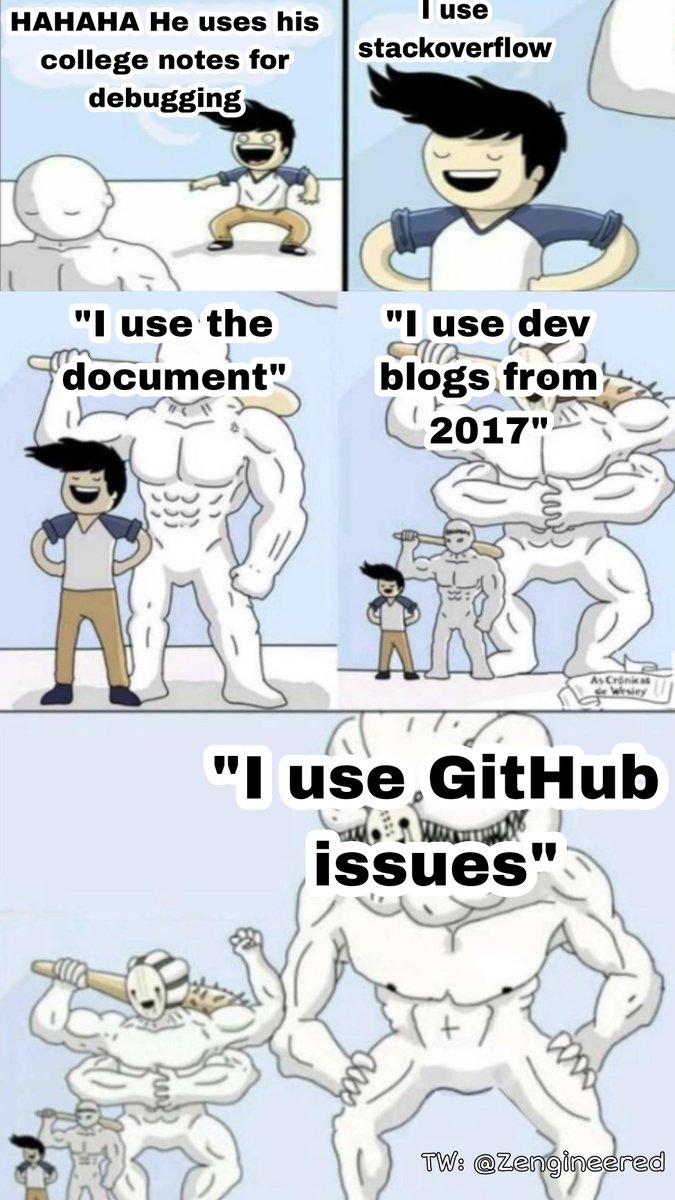 HAHAHA He uses his
college notes for
debugging
I use
stackoverflow
"I use the
document"
"I use dev
blogs from
2017"
As Crônicas
de Wesley
"I use GitHub
issues"
TW: @Zengineered